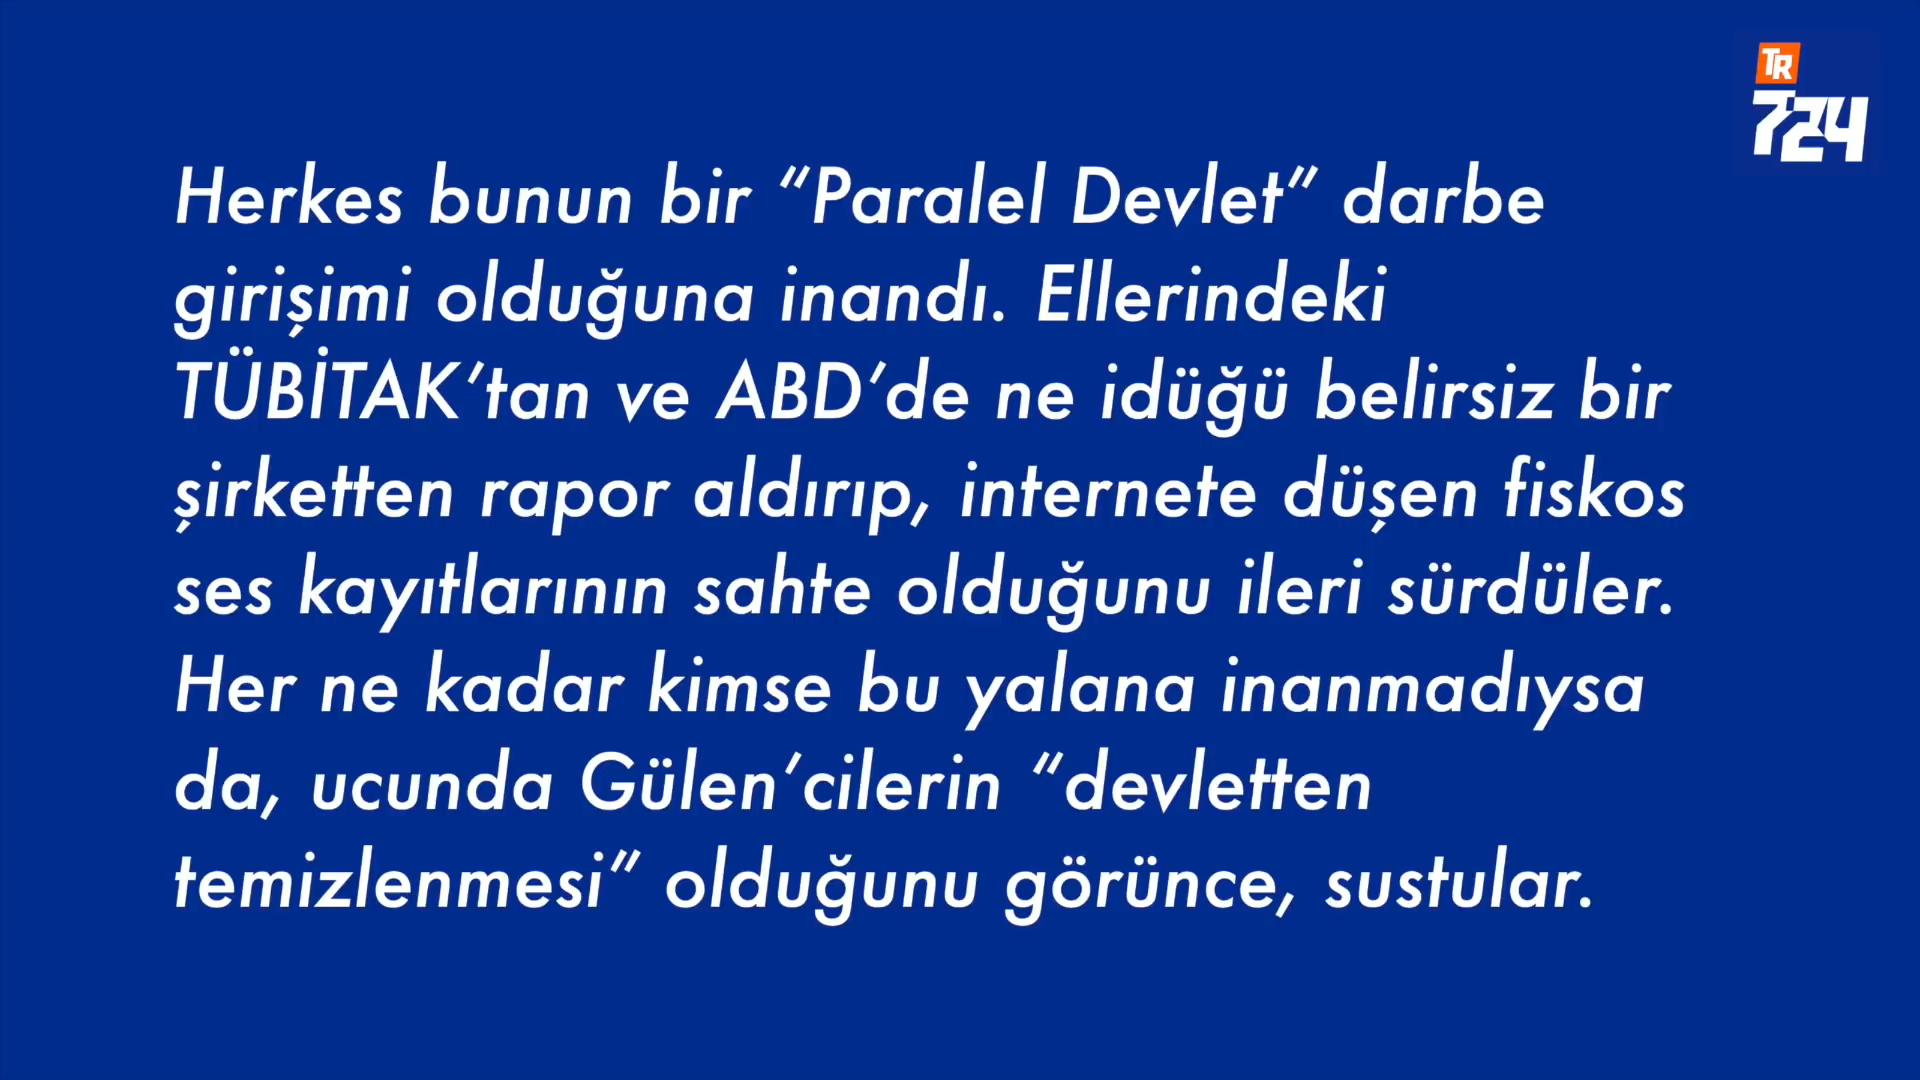 TR
724
Herkes bunun bir “Paralel Devlet” darbe
girişimi olduğuna inandı. Ellerindeki
TÜBİTAK’tan ve ABD’de ne idüğü belirsiz bir
şirketten rapor aldırıp, internete düşen fiskos
ses kayıtlarının sahte olduğunu ileri sürdüler.
Her ne kadar kimse bu yalana inanmadıysa
da, ucunda Gülen’cilerin “devletten
temizlenmesi” olduğunu görünce, sustular.